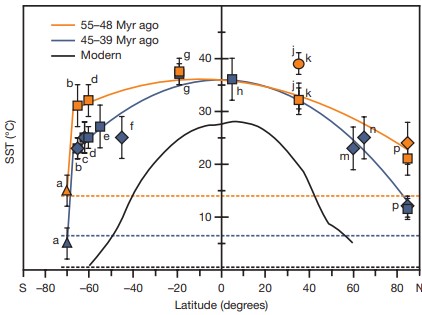 55–48 Myr ago
45–39 Myr ago
Modern
SST (°C)
40
30
20
10
b
d
g
g
h
j
k
j
k
b
c
d
e
f
m
n
p
p
a
a
S –80 –60 –40 –20 0 20 40 60 80 N
Latitude (degrees)